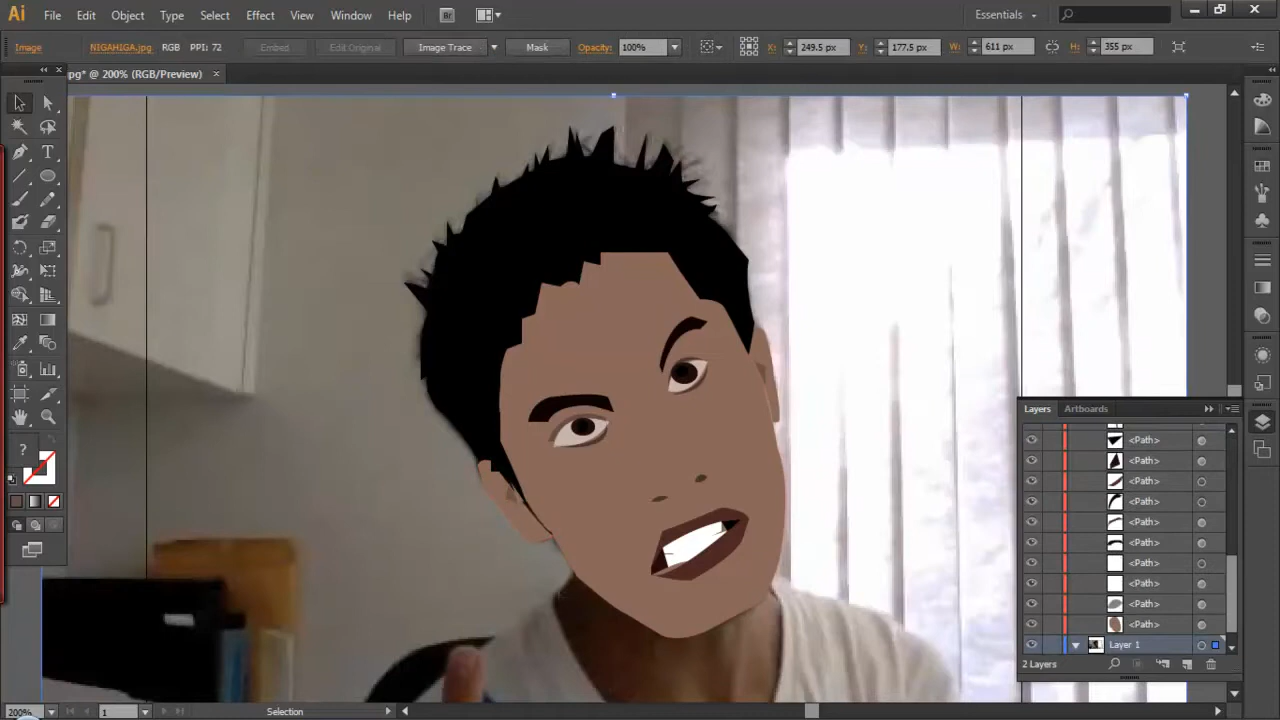 Ai File Edit Object Type Select Effect View Window Help Br Essentials
Image NIGAHIGA.jpg RGB PPI: 72 Embed Edit Original Image Trace Mask Opacity: 100% X: 249.5 px Y: 177.5 px W: 611 px H: 355 px
pg* @ 200% (RGB/Preview)
Layers Artboards
<Path>
<Path>
<Path>
<Path>
<Path>
<Path>
<Path>
<Path>
<Path>
<Path>
Layer 1
2 Layers
200% 1 Selection